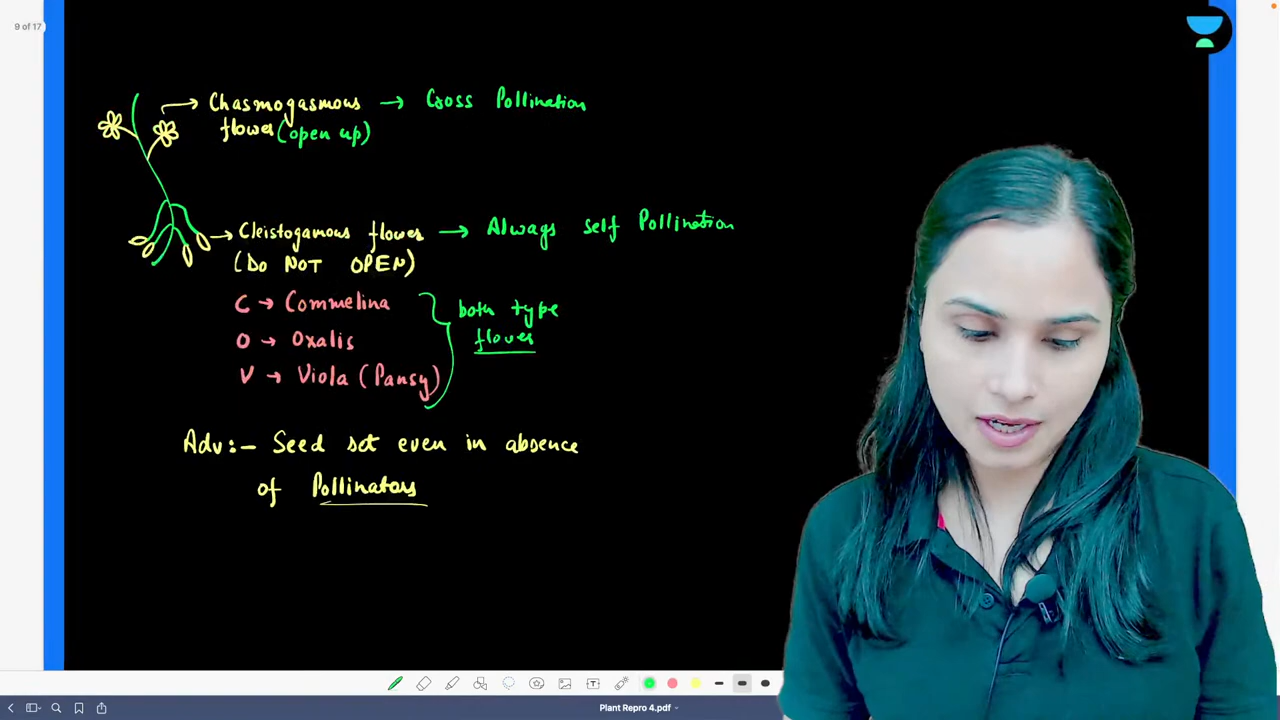 9 of 17
Chasmogasmous → Cross Pollination
flower (open up)
→ Cleistogamous flower → Always self Pollination
(DO NOT OPEN)
C → Commelina
O → Oxalis
V → Viola (Pansy)
both type
flower
Adv:- Seed set even in absence
of Pollinators
Plant Repro 4.pdf